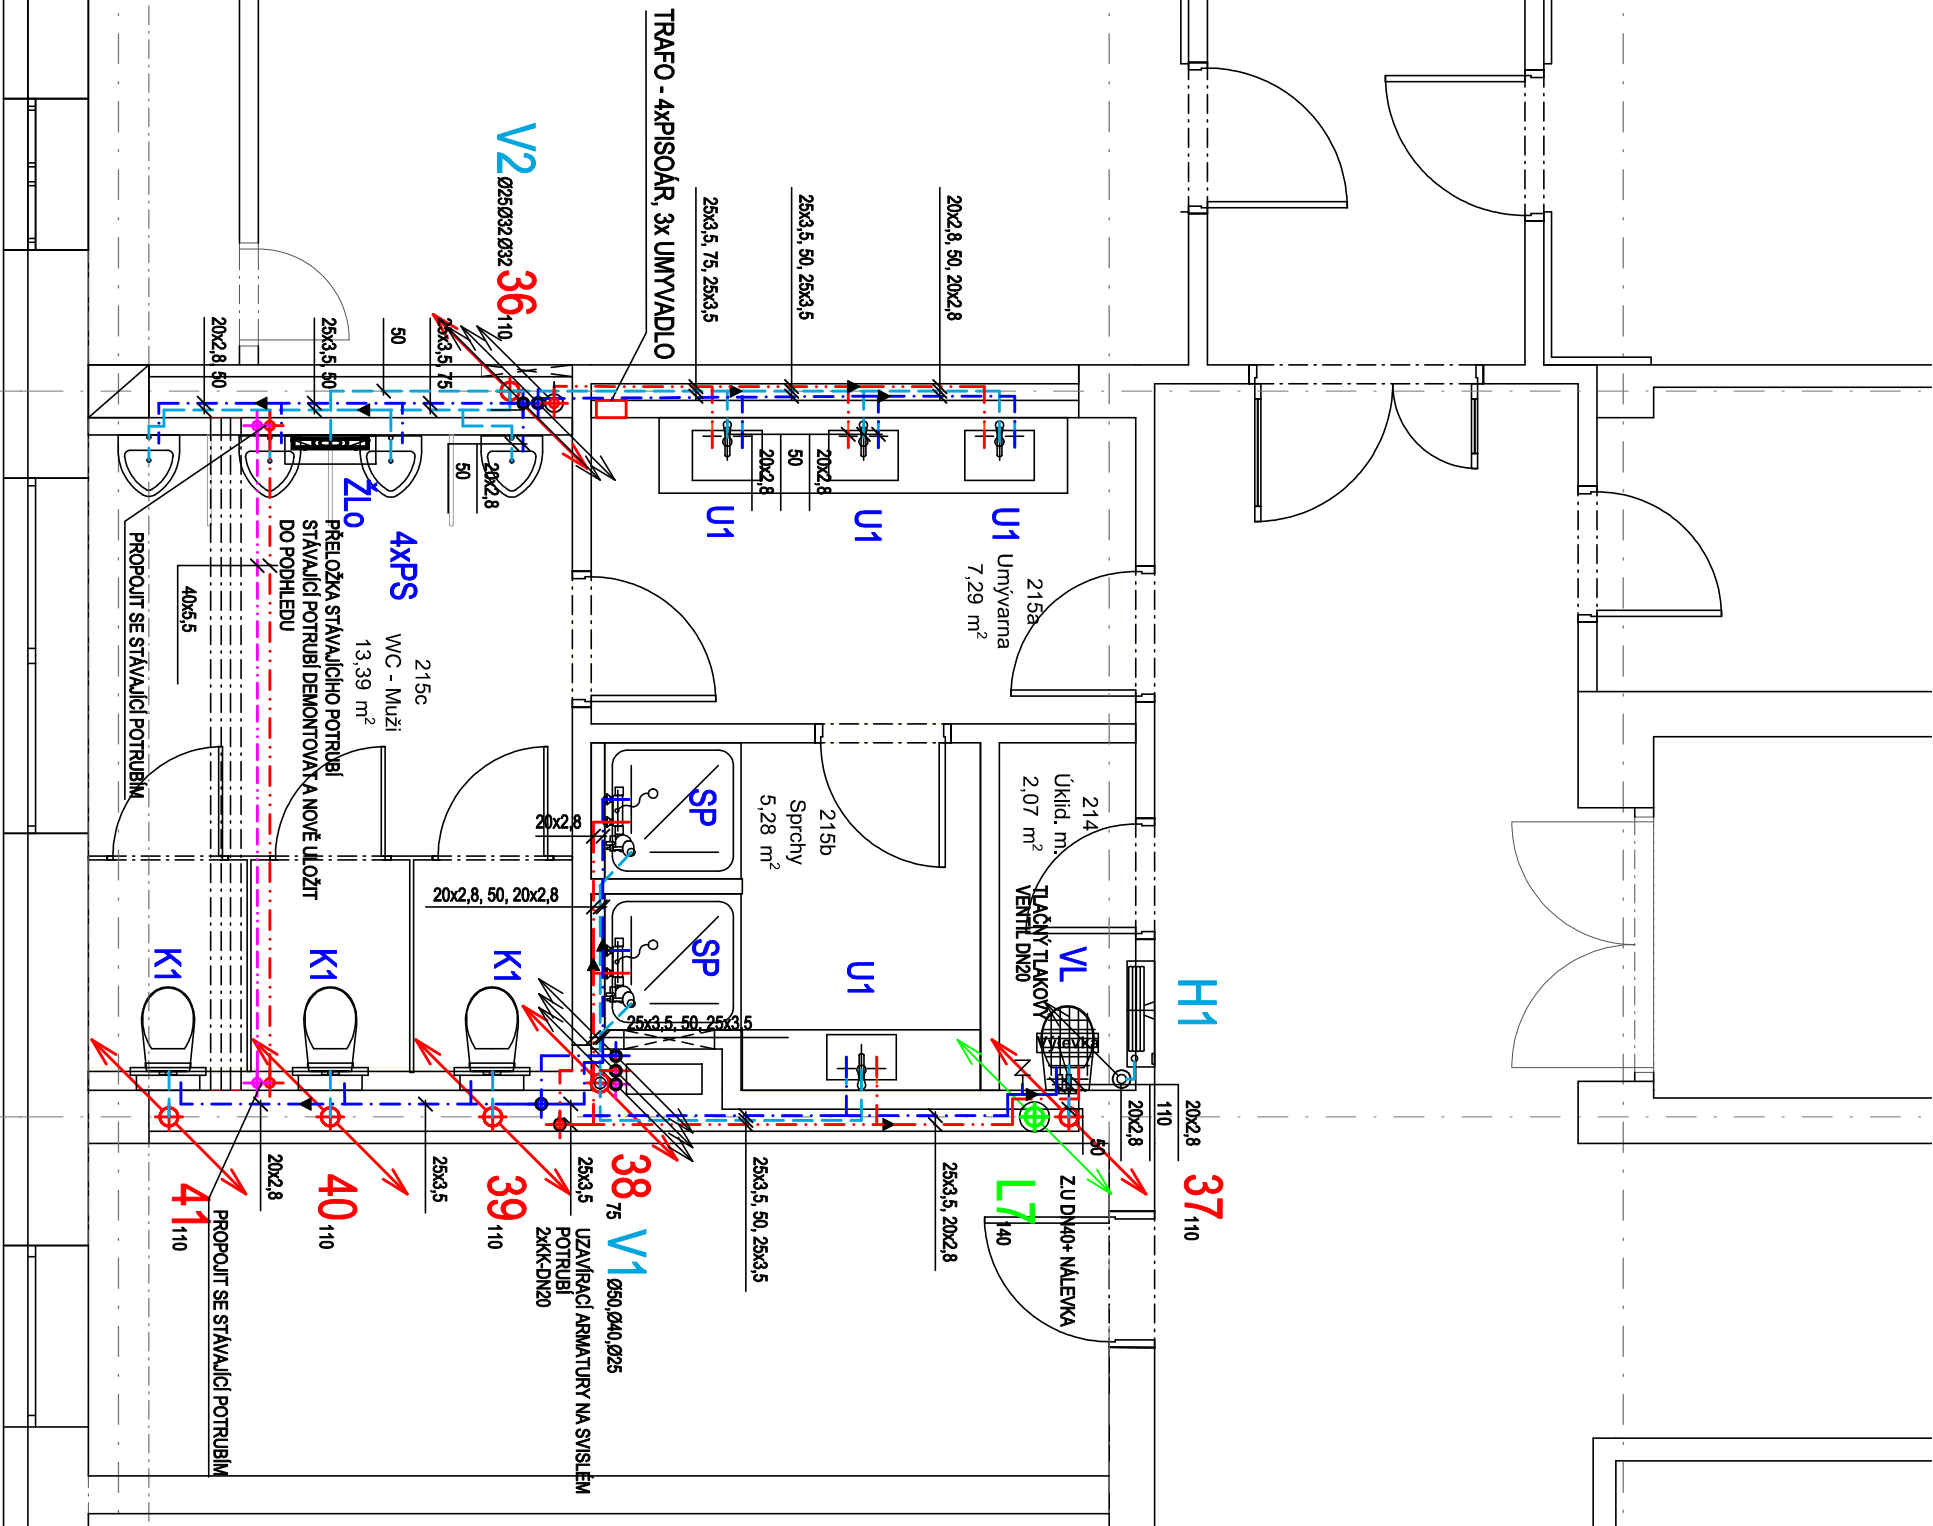 TRAFO - 4xPISOÁR, 3x UMYVADLO
V2
Ø25Ø32Ø32
36
110
25x3,5, 75, 25x3,5
25x3,5, 50, 25x3,5
20x2,8, 50, 20x2,8
20x2,8, 50
25x3,5, 50
50
25x3,5, 75
50
20x2,8
20x2,8
50
20x2,8
U1
U1
U1
215a
Umývarna
7,29 m²
ŽLo
4xPS
PŘELOŽKA STÁVAJÍCÍHO POTRUBÍ
STÁVAJÍCÍ POTRUBÍ DEMONTOVAT A NOVĚ ULOŽIT
DO PODHLEDU
PROPOJIT SE STÁVAJÍCÍ POTRUBÍM
40x5,5
215c
WC - Muži
13,39 m²
SP
SP
215b
Sprchy
5,28 m²
214
Úklid. m.
2,07 m²
20x2,8
20x2,8, 50, 20x2,8
25x3,5, 50, 25x3,5
TLAČNÝ TLAKOVÝ
VENTIL DN20
VL
Výlevka
H1
K1
K1
K1
U1
20x2,8
110
20x2,8
50
37
110
L7
140
Z.U DN40+ NÁLEVKA
25x3,5, 20x2,8
25x3,5, 50, 25x3,5
38
75
V1
Ø50,Ø40,Ø25
25x3,5
UZAVÍRACÍ ARMATURY NA SVISLÉM
POTRUBÍ
2xKK-DN20
39
110
25x3,5
40
110
20x2,8
41
110
PROPOJIT SE STÁVAJÍCÍ POTRUBÍM